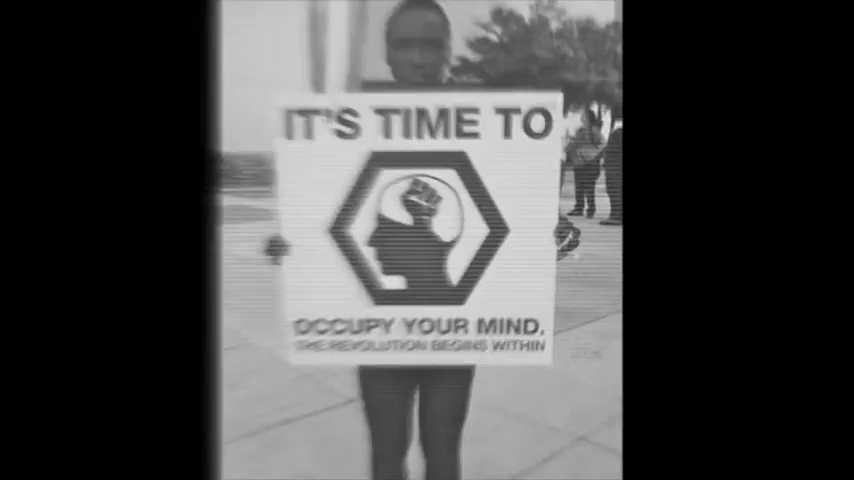 IT'S TIME TO
OCCUPY YOUR MIND.
THE REVOLUTION BEGINS WITHIN